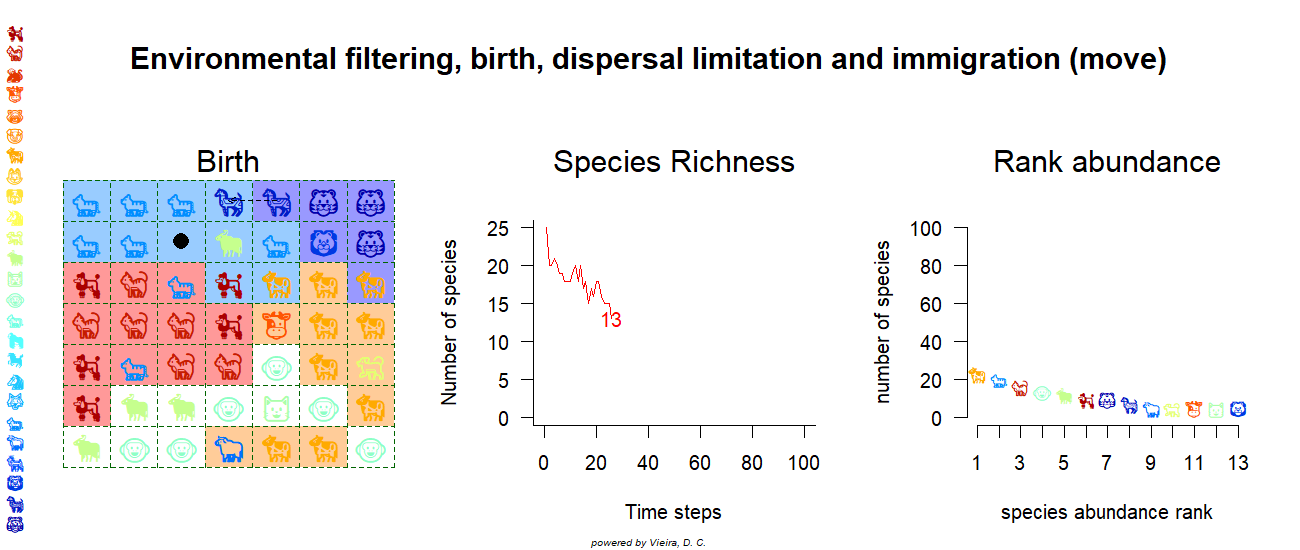 Environmental filtering, birth, dispersal limitation and immigration (move)
Birth
Species Richness
Rank abundance
Number of species
25
20
15
10
5
0
13
0 20 40 60 80 100
Time steps
number of species
100
80
60
40
20
0
1 3 5 7 9 11 13
species abundance rank
powered by Vieira, D. C.